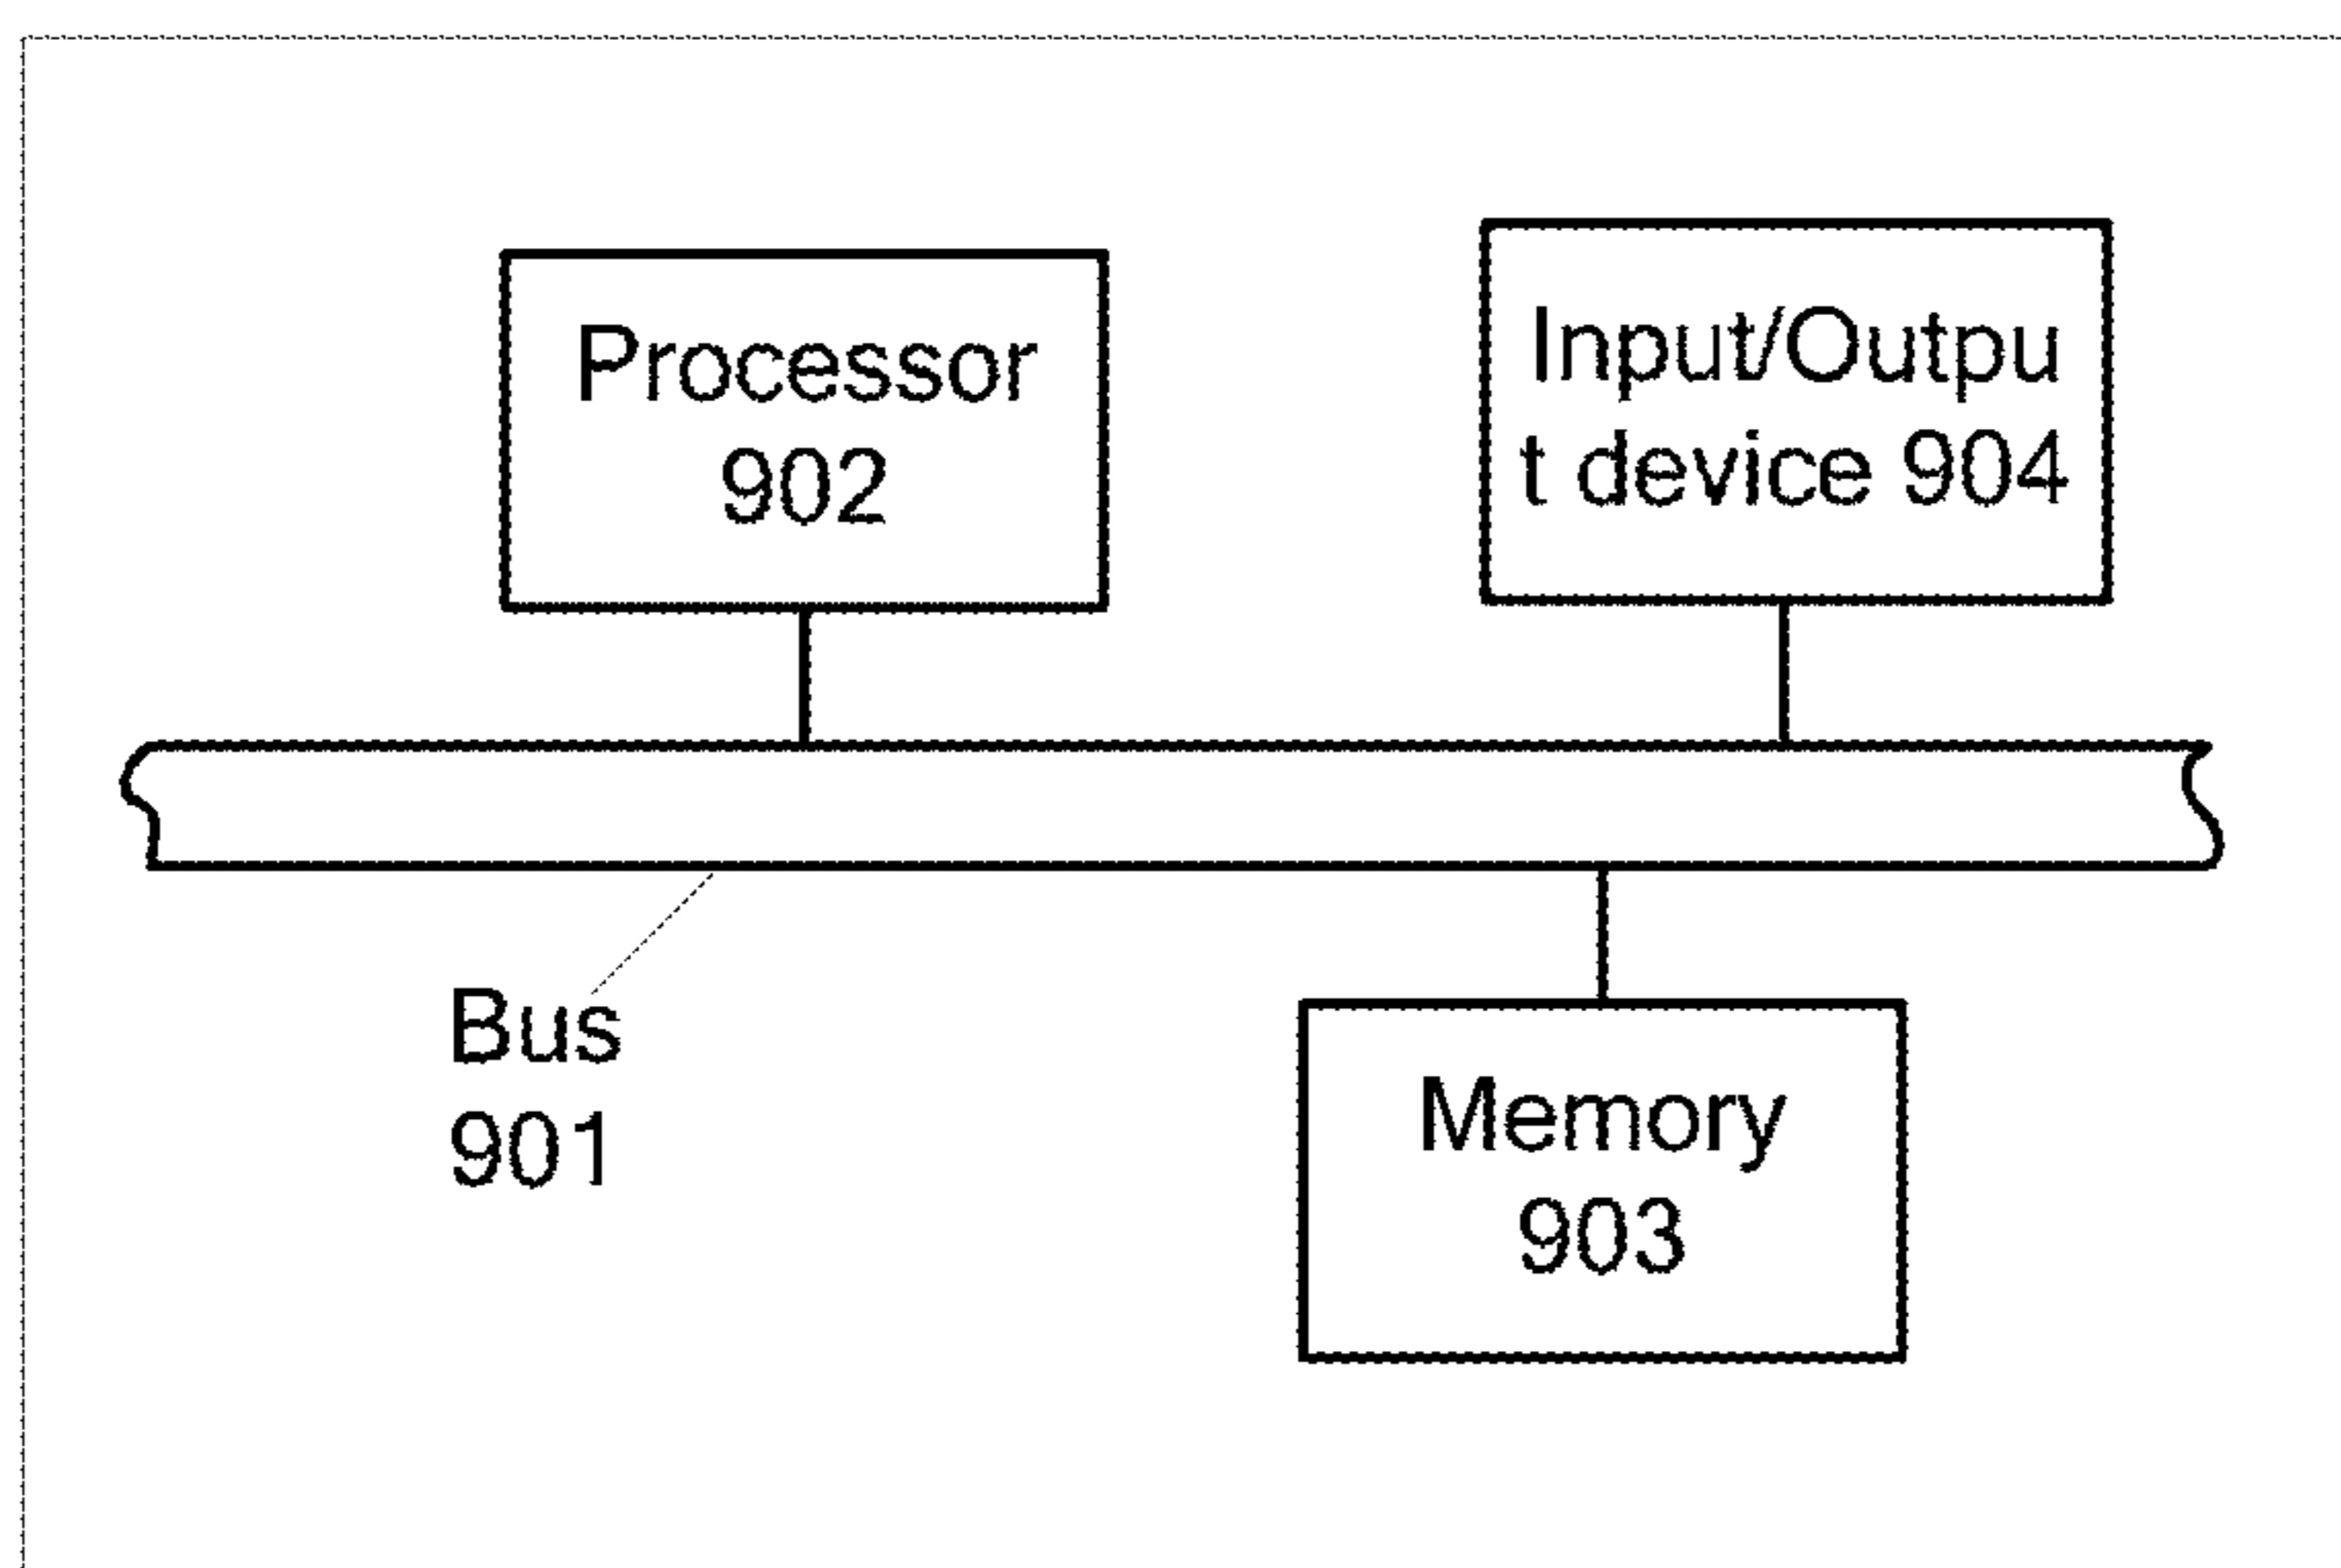 Processor
902
Input/Outpu
t device 904
Bus
901
Memory
903